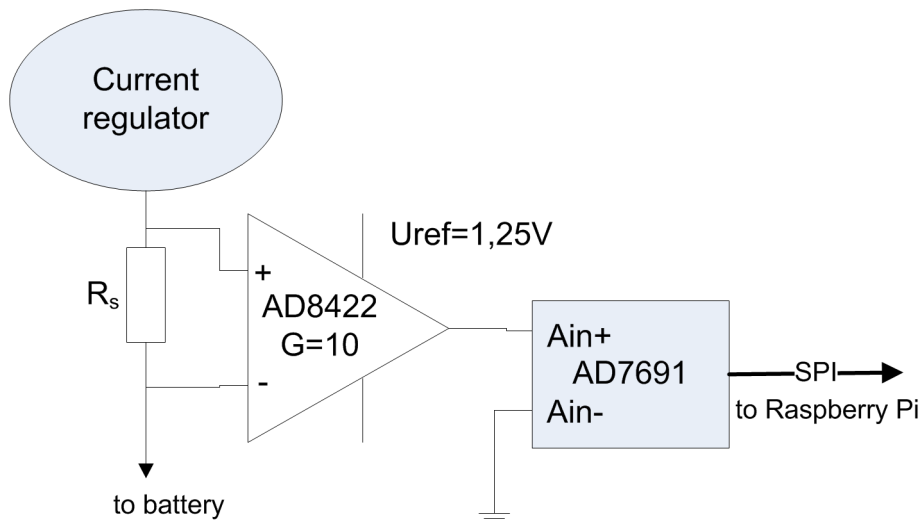 Current
regulator
Uref=1,25V
Rs
+
AD8422
G=10
-
Ain+
AD7691
Ain-
SPI
to Raspberry Pi
to battery